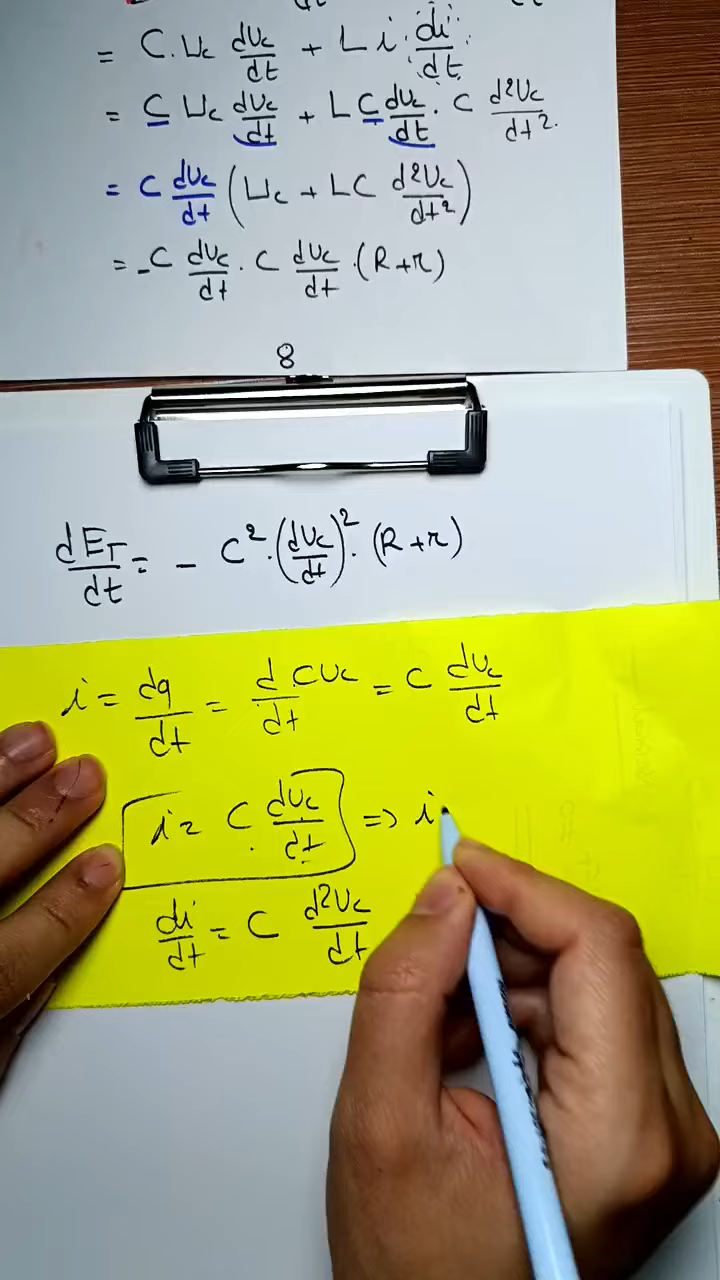 = C. Uc dUc/dt + L i . di/dt
= C Uc dUc/dt + L C dUc/dt . C d²Uc/dt²
= C dUc/dt (Uc + LC d²Uc/dt²)
= - C dUc/dt . C dUc/dt . (R+r)
8
dET/dt = - C² . (dUc/dt)² . (R+r)
i = dq/dt = d/dt CUc = C dUc/dt
i = C dUc/dt => i
di/dt = C d²Uc/dt